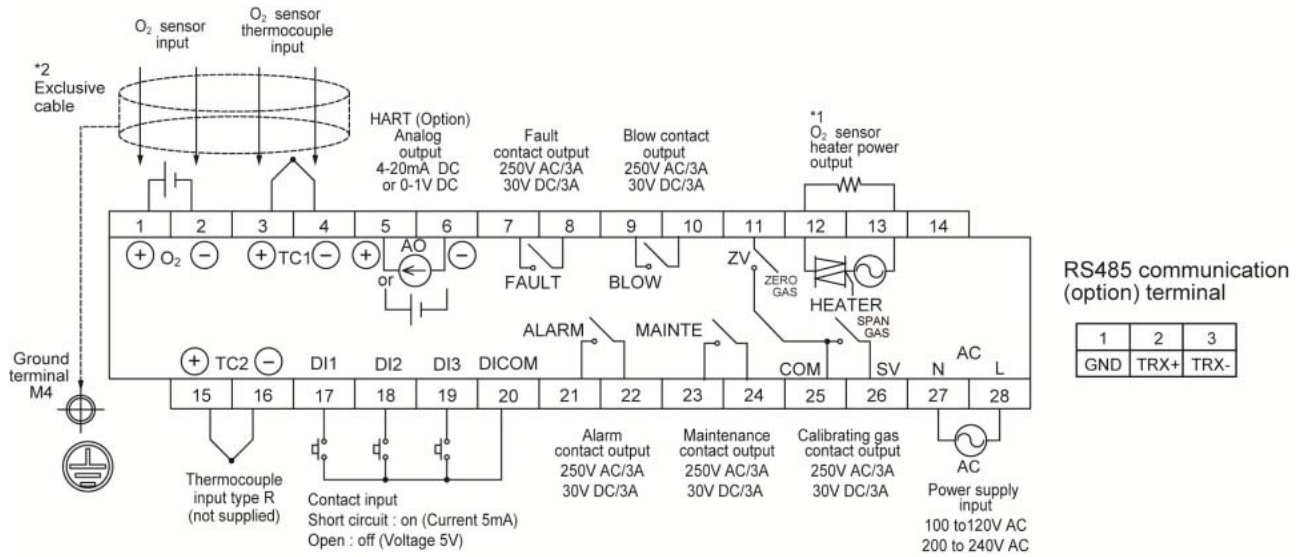 O₂ sensor
input
O₂ sensor
thermocouple
input
*2
Exclusive
cable
HART (Option)
Analog
output
4-20mA DC
or 0-1V DC
Fault
contact output
250V AC/3A
30V DC/3A
Blow contact
output
250V AC/3A
30V DC/3A
*1
O₂ sensor
heater power
output
1 2 3 4 5 6 7 8 9 10 11 12 13 14
+ O₂ −
+ TC1 −
+ AO −
or
FAULT
BLOW
ZV
ZERO
GAS
HEATER
SPAN
GAS
ALARM
MAINTE
+ TC2 −
DI1 DI2 DI3 DICOM
COM SV N AC L
15 16 17 18 19 20 21 22 23 24 25 26 27 28
Ground
terminal
M4
Thermocouple
input type R
(not supplied)
Contact input
Short circuit : on (Current 5mA)
Open : off (Voltage 5V)
Alarm
contact output
250V AC/3A
30V DC/3A
Maintenance
contact output
250V AC/3A
30V DC/3A
Calibrating gas
contact output
250V AC/3A
30V DC/3A
AC
Power supply
input
100 to120V AC
200 to 240V AC
RS485 communication
(option) terminal
1 2 3
GND TRX+ TRX-